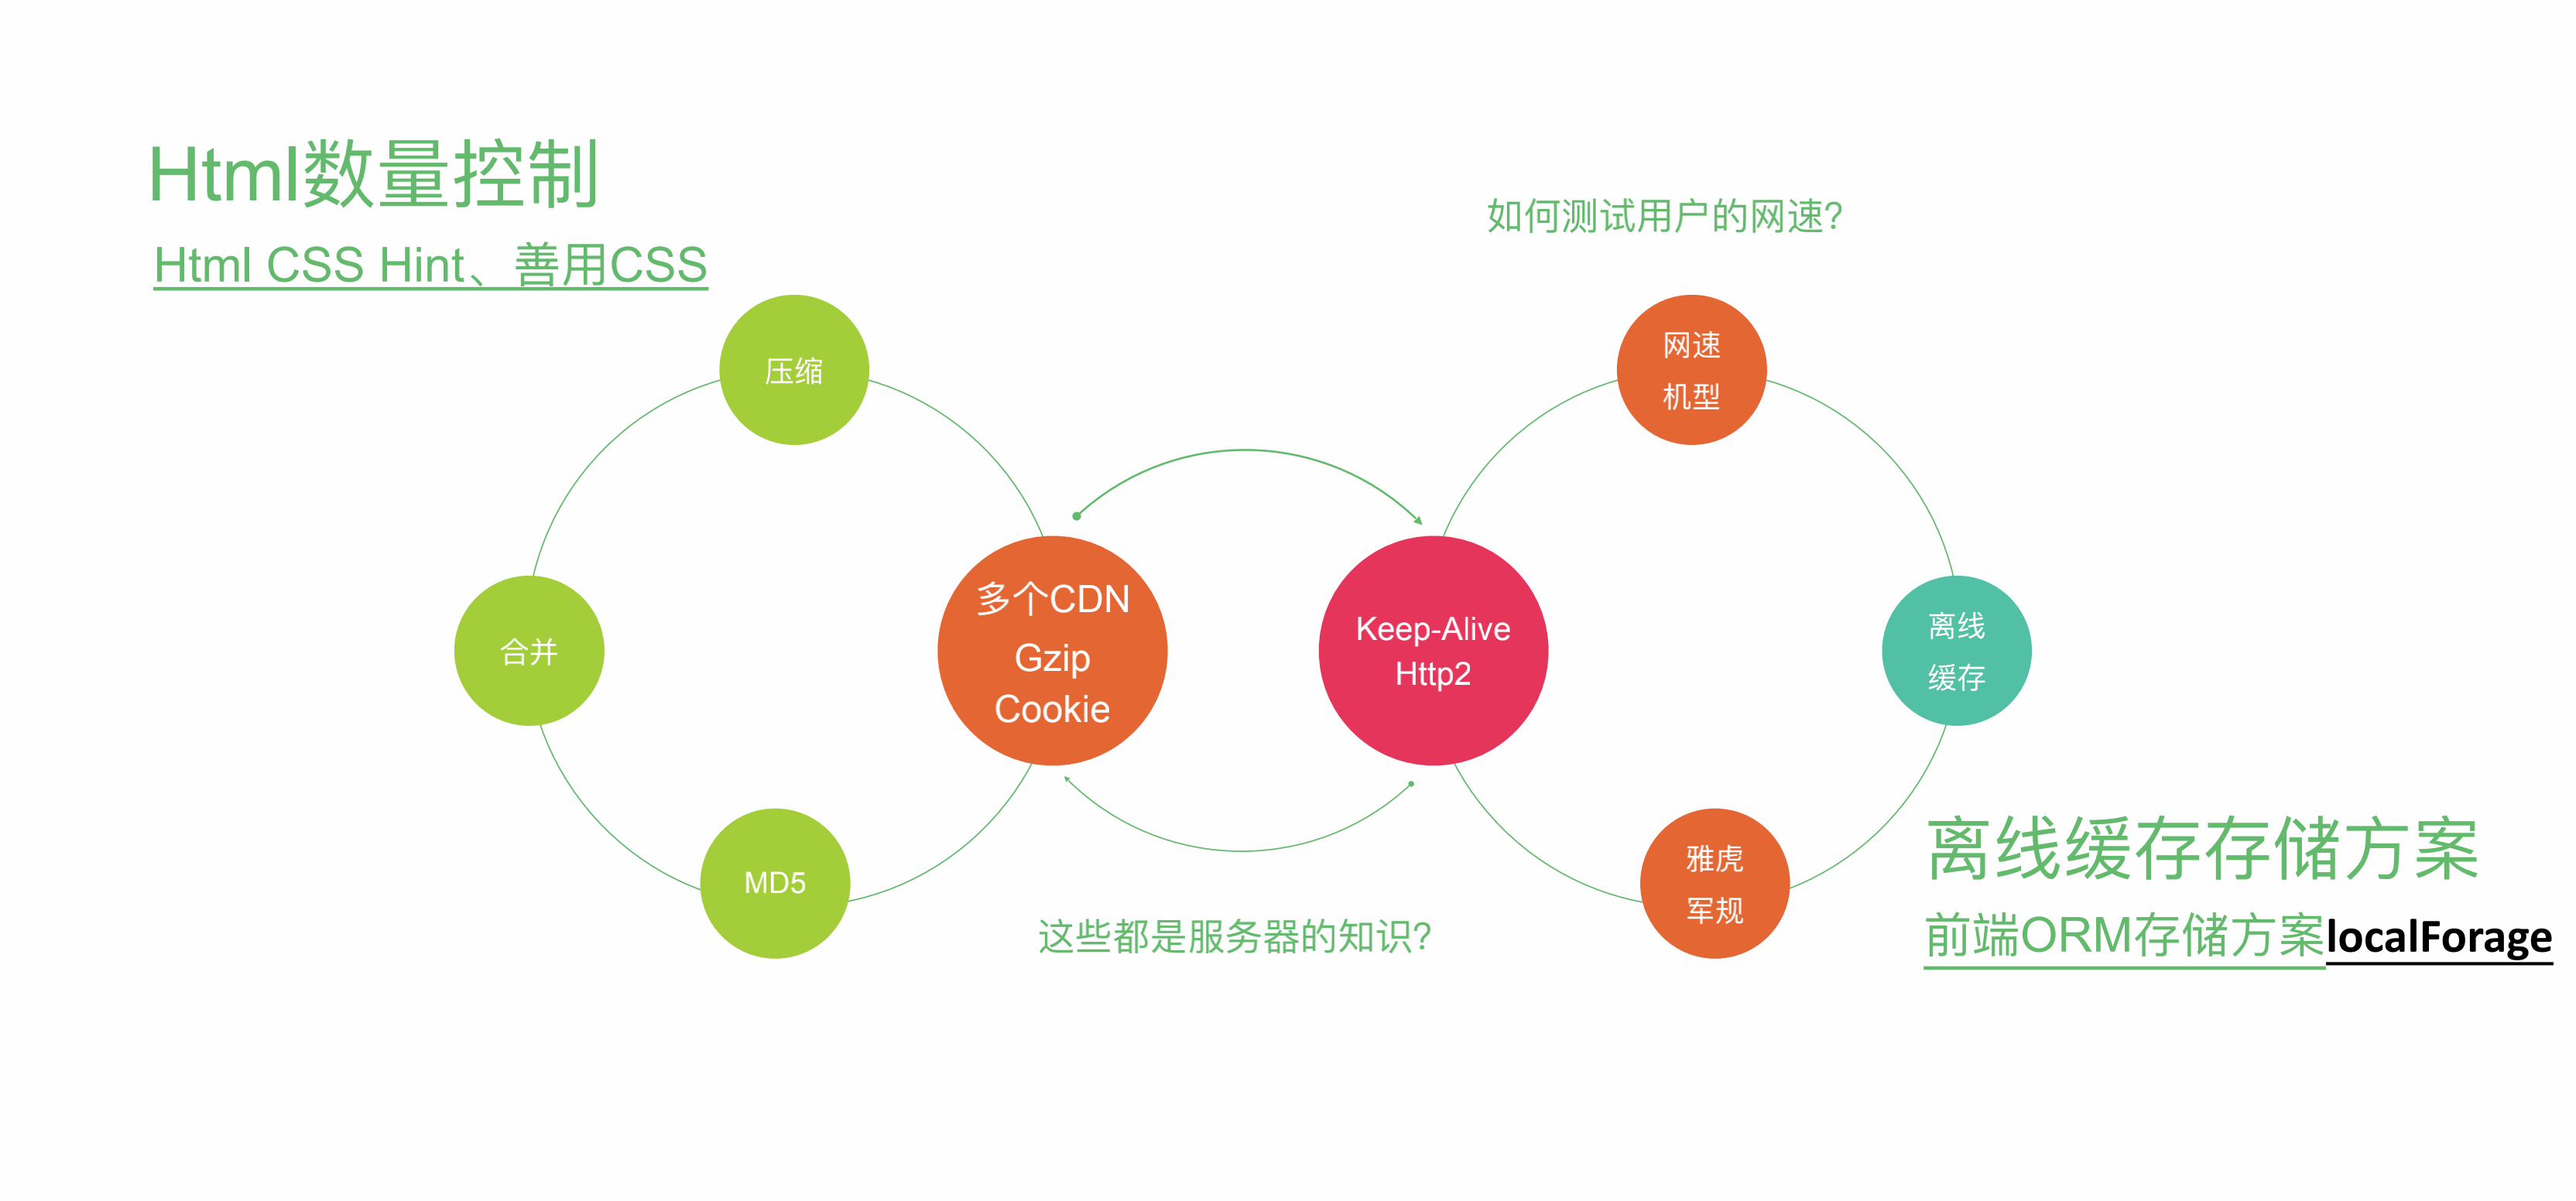 Html数量控制
Html CSS Hint、善用CSS
如何测试用户的网速?
压缩
网速
机型
合并
多个CDN
Gzip
Cookie
Keep-Alive
Http2
离线
缓存
MD5
雅虎
军规
这些都是服务器的知识?
离线缓存存储方案
前端ORM存储方案localForage